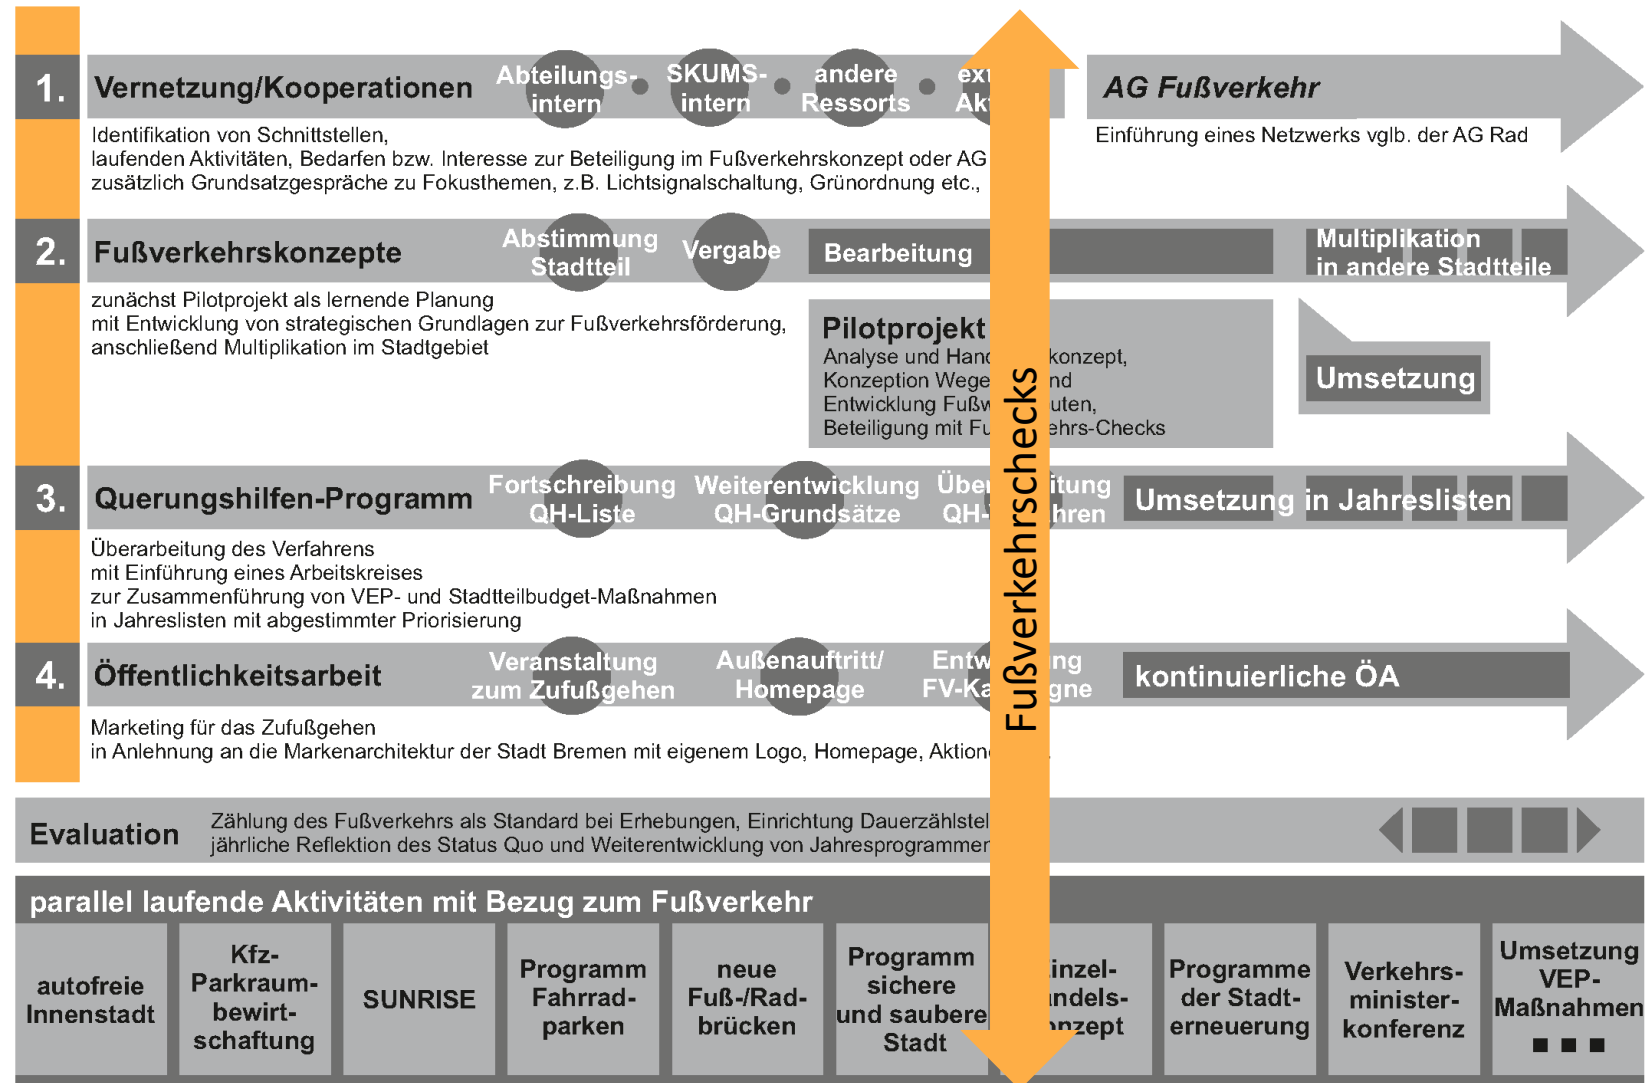 1.
Vernetzung/Kooperationen
Abteilungs-
intern
SKUMS-
intern
andere
Ressorts
AG Fußverkehr
Identifikation von Schnittstellen,
laufenden Aktivitäten, Bedarfen bzw. Interesse zur Beteiligung im Fußverkehrskonzept oder AG
zusätzlich Grundsatzgespräche zu Fokusthemen, z.B. Lichtsignalschaltung, Grünordnung etc.,
Einführung eines Netzwerks vglb. der AG Rad
2.
Fußverkehrskonzepte
Abstimmung
Stadtteil
Vergabe
Bearbeitung
Multiplikation
in andere Stadtteile
zunächst Pilotprojekt als lernende Planung
mit Entwicklung von strategischen Grundlagen zur Fußverkehrsförderung,
anschließend Multiplikation im Stadtgebiet
Pilotprojekt
Analyse und
Konzeption
Entwicklung
Beteiligung mit
Umsetzung
Fußverkehrschecks
3.
Querungshilfen-Programm
Fortschreibung
QH-Liste
Weiterentwicklung
QH-Grundsätze
Umsetzung in Jahreslisten
Überarbeitung des Verfahrens
mit Einführung eines Arbeitskreises
zur Zusammenführung von VEP- und Stadtteilbudget-Maßnahmen
in Jahreslisten mit abgestimmter Priorisierung
4.
Öffentlichkeitsarbeit
Veranstaltung
zum Zufußgehen
Außenauftritt/
Homepage
kontinuierliche ÖA
Marketing für das Zufußgehen
in Anlehnung an die Markenarchitektur der Stadt Bremen mit eigenem Logo, Homepage,
Evaluation
Zählung des Fußverkehrs als Standard bei Erhebungen, Einrichtung
jährliche Reflektion des Status Quo und Weiterentwicklung von
parallel laufende Aktivitäten mit Bezug zum Fußverkehr
autofreie
Innenstadt
Kfz-
Parkraum-
bewirt-
schaftung
SUNRISE
Programm
Fahrrad-
parken
neue
Fuß-/Rad-
brücken
Programm
sichere
und saubere
Stadt
Programme
der Stadt-
erneuerung
Verkehrs-
minister-
konferenz
Umsetzung
VEP-
Maßnahmen